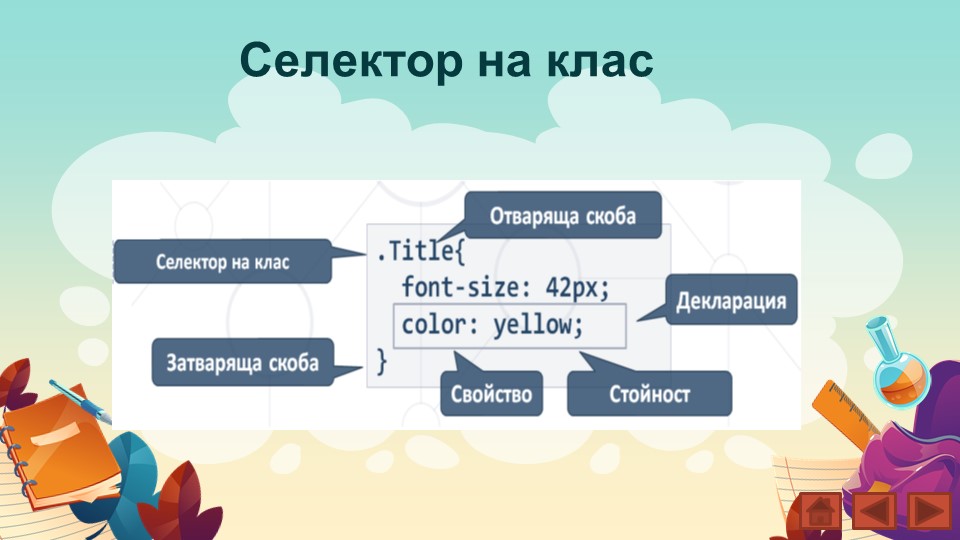 Селектор на клас
Отваряща скоба
Селектор на клас
.Title{
font-size: 42px;
Декларация
color: yellow;
Затваряща скоба
}
Свойство
Стойност